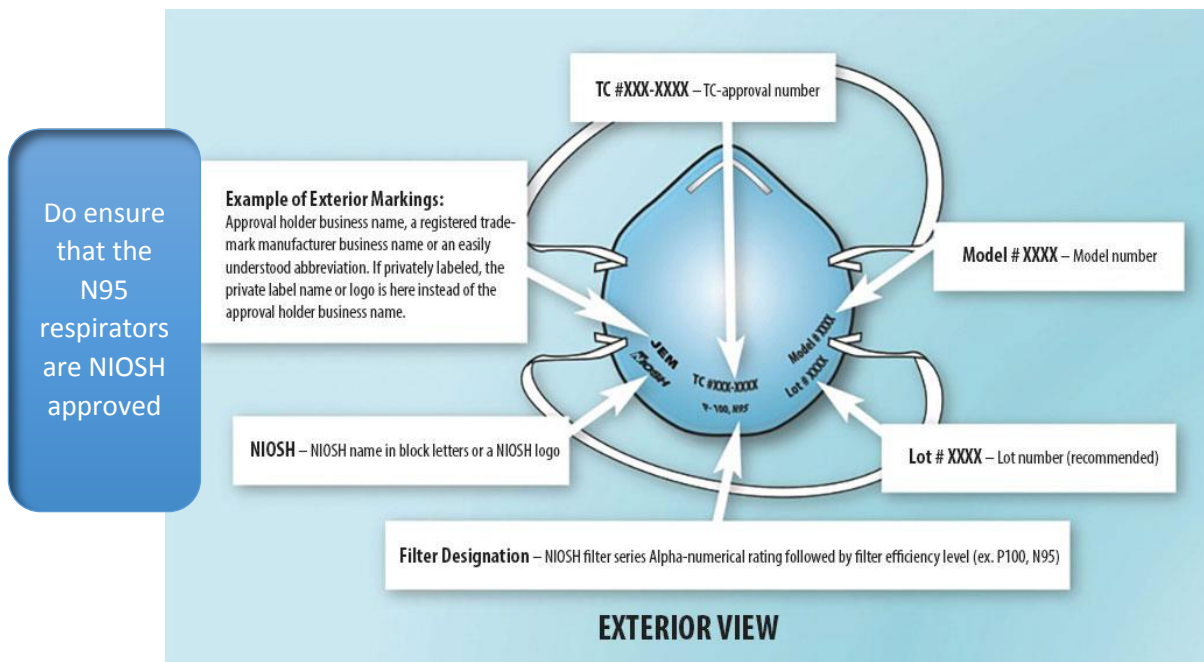 TC #XXX-XXXX – TC-approval number
Do ensure
that the
N95
respirators
are NIOSH
approved
Example of Exterior Markings:
Approval holder business name, a registered trade-
mark manufacturer business name or an easily
understood abbreviation. If privately labeled, the
private label name or logo is here instead of the
approval holder business name.
Model # XXXX – Model number
JEM
NIOSH
TC #XXX-XXXX
P-100, N95
Model # XXXX
Lot # XXXX
NIOSH – NIOSH name in block letters or a NIOSH logo
Lot # XXXX – Lot number (recommended)
Filter Designation – NIOSH filter series Alpha-numerical rating followed by filter efficiency level (ex. P100, N95)
EXTERIOR VIEW